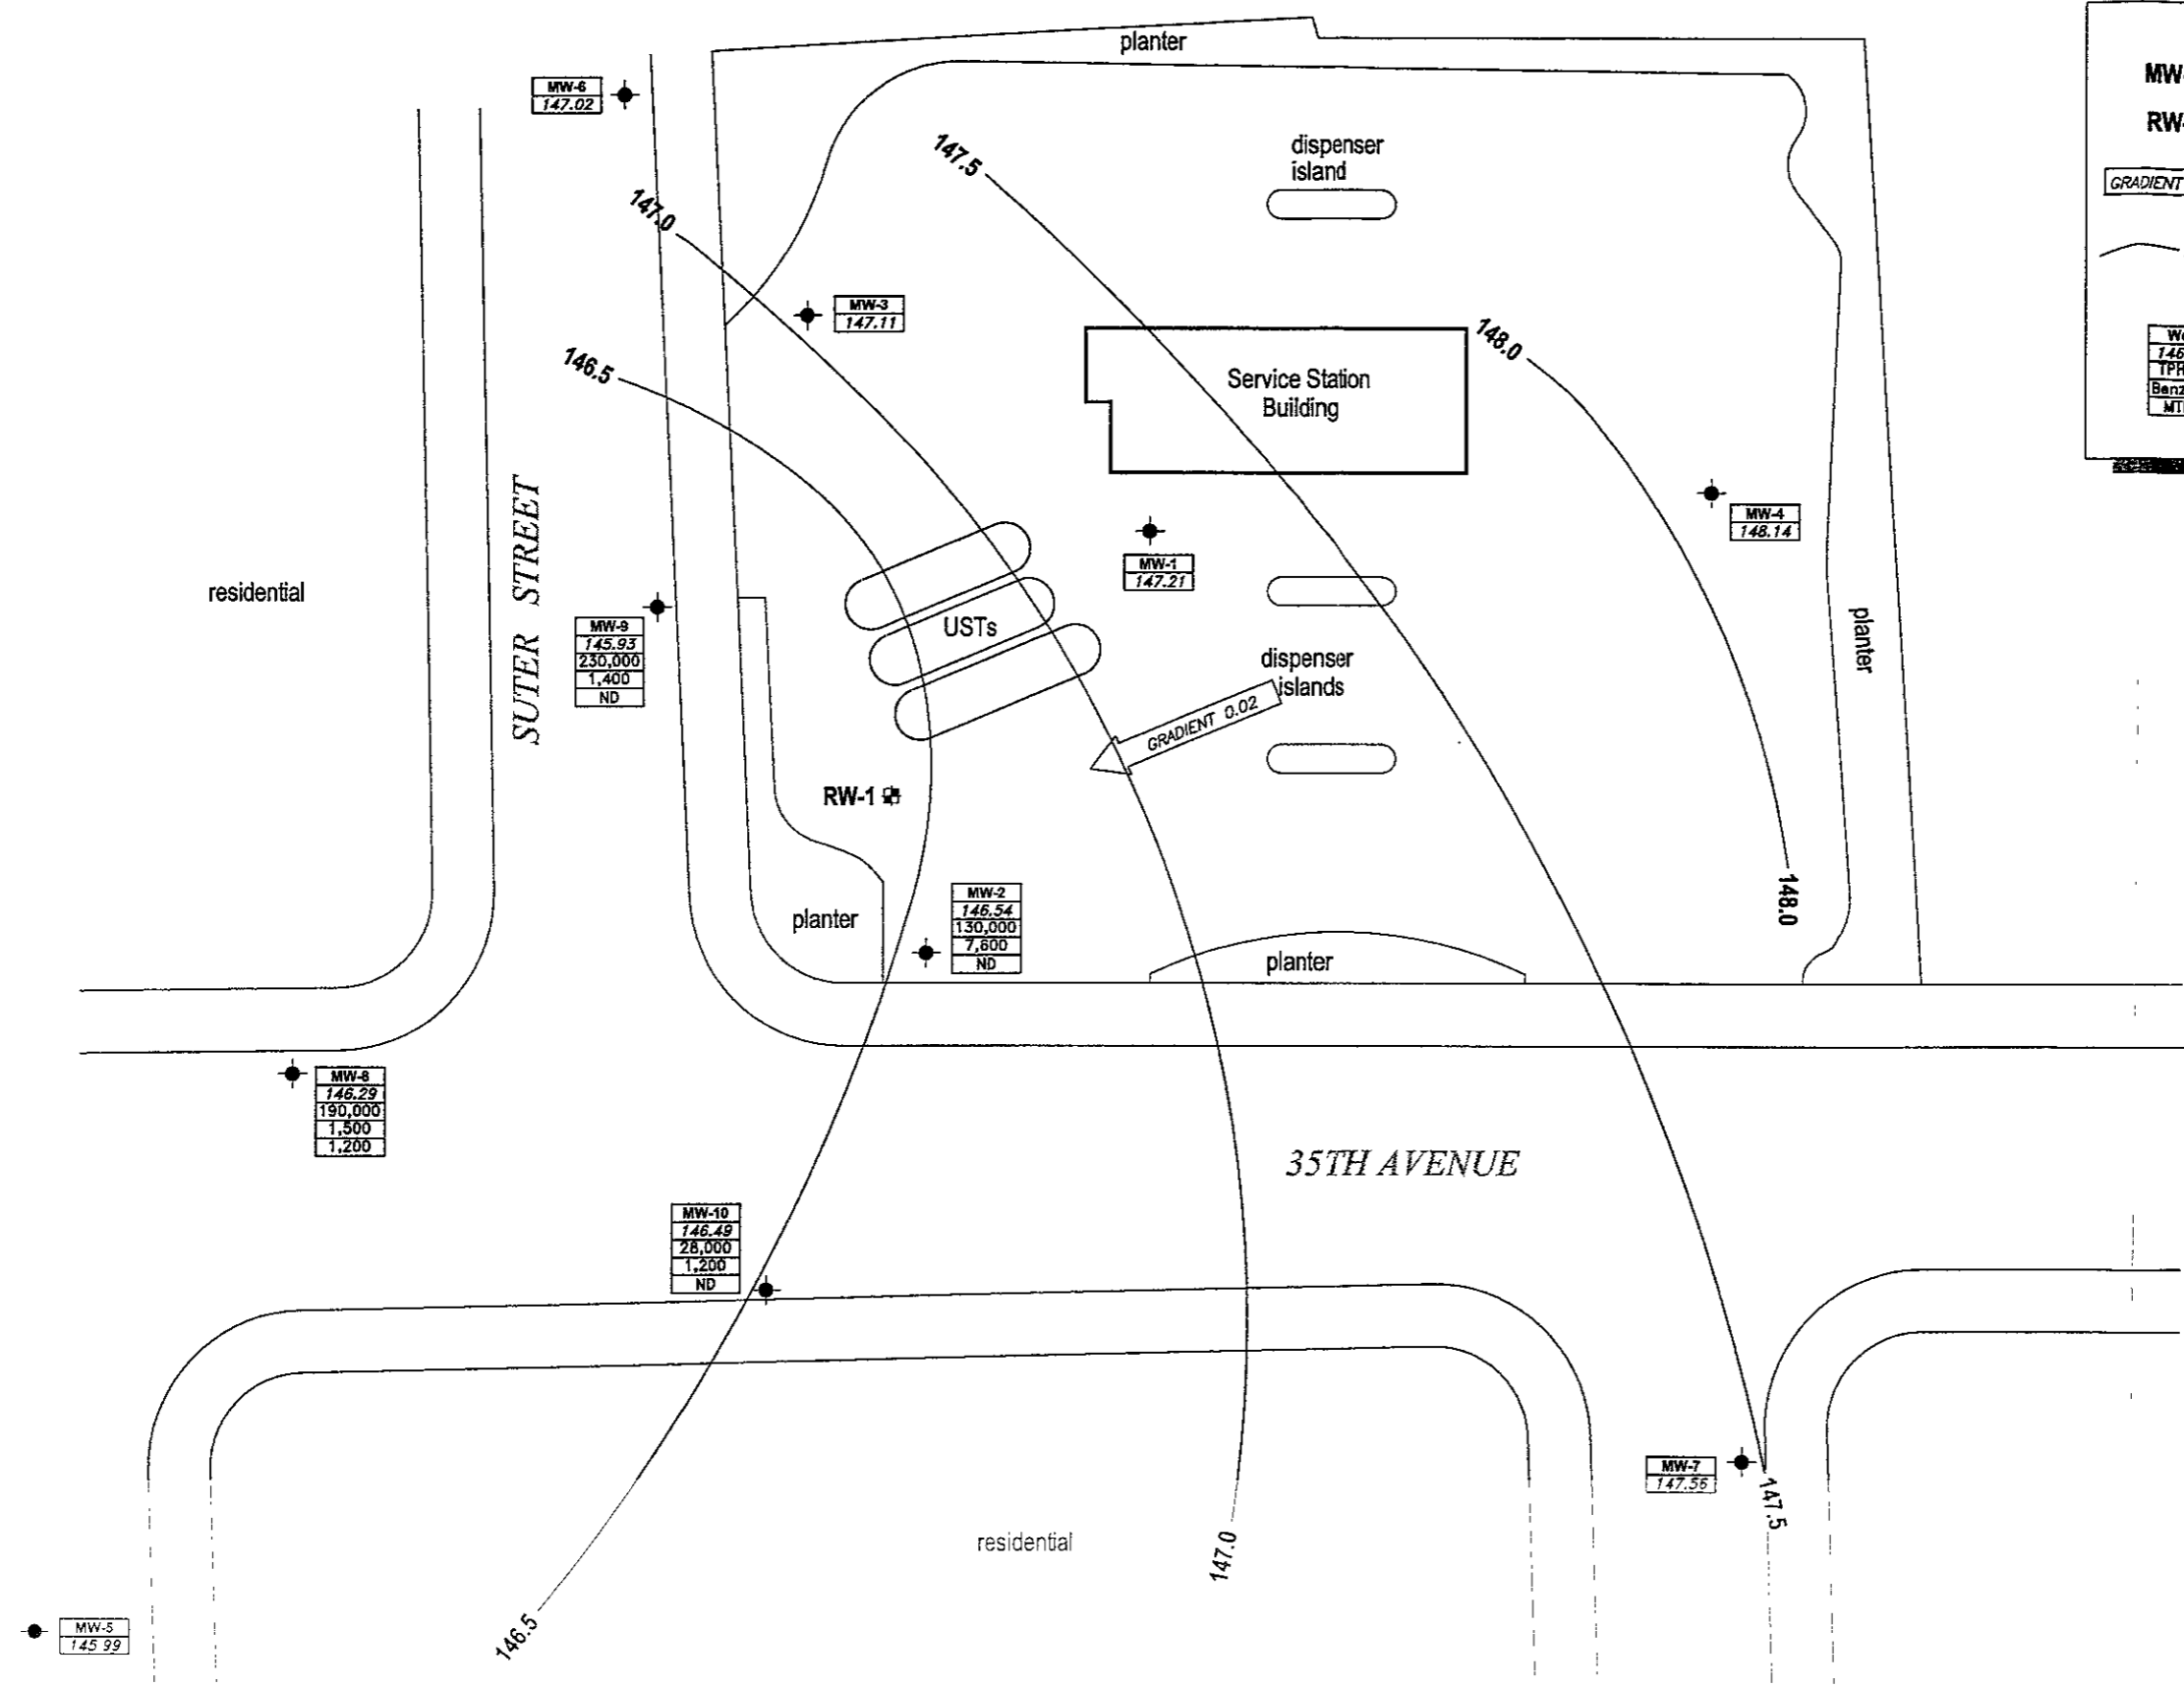 planter
MW-6
147.02
MW-
RW-
GRADIENT
147.5
dispenser
island
147.0
MW-3
147.11
148.0
146.5
Service Station
Building
146
TPH
Benz
MT
MW-4
148.14
MW-1
147.21
SUTER STREET
residential
MW-9
145.93
230,000
1,400
ND
USTs
planter
dispenser
islands
GRADIENT 0.02
RW-1
MW-2
146.54
130,000
7,600
ND
148.0
planter
planter
MW-8
146.29
190,000
1,500
1,200
35TH AVENUE
MW-10
146.49
28,000
1,200
ND
MW-7
147.56
147.5
residential
147.0
146.5
MW-5
145 99